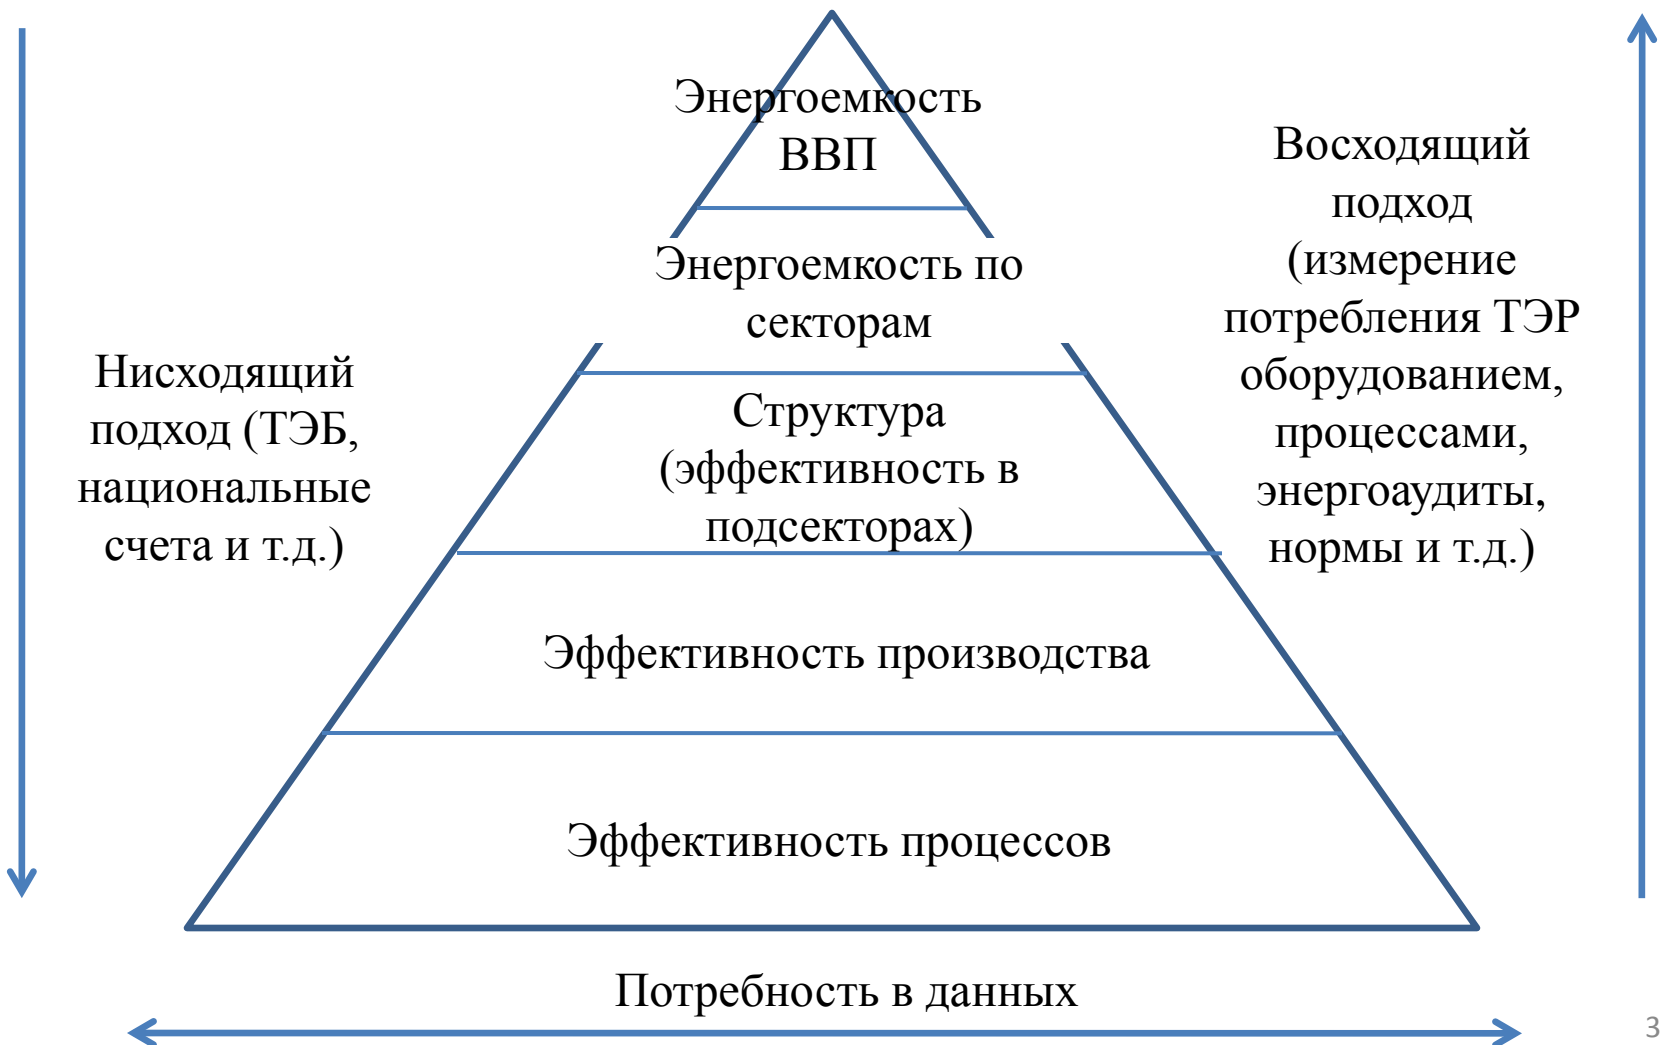 Энергоемкость
ВВП
Энергоемкость по
секторам
Структура
(эффективность в
подсекторах)
Эффективность производства
Эффективность процессов
Нисходящий
подход (ТЭБ,
национальные
счета и т.д.)
Восходящий
подход
(измерение
потребления ТЭР
оборудованием,
процессами,
энергоаудиты,
нормы и т.д.)
Потребность в данных
3